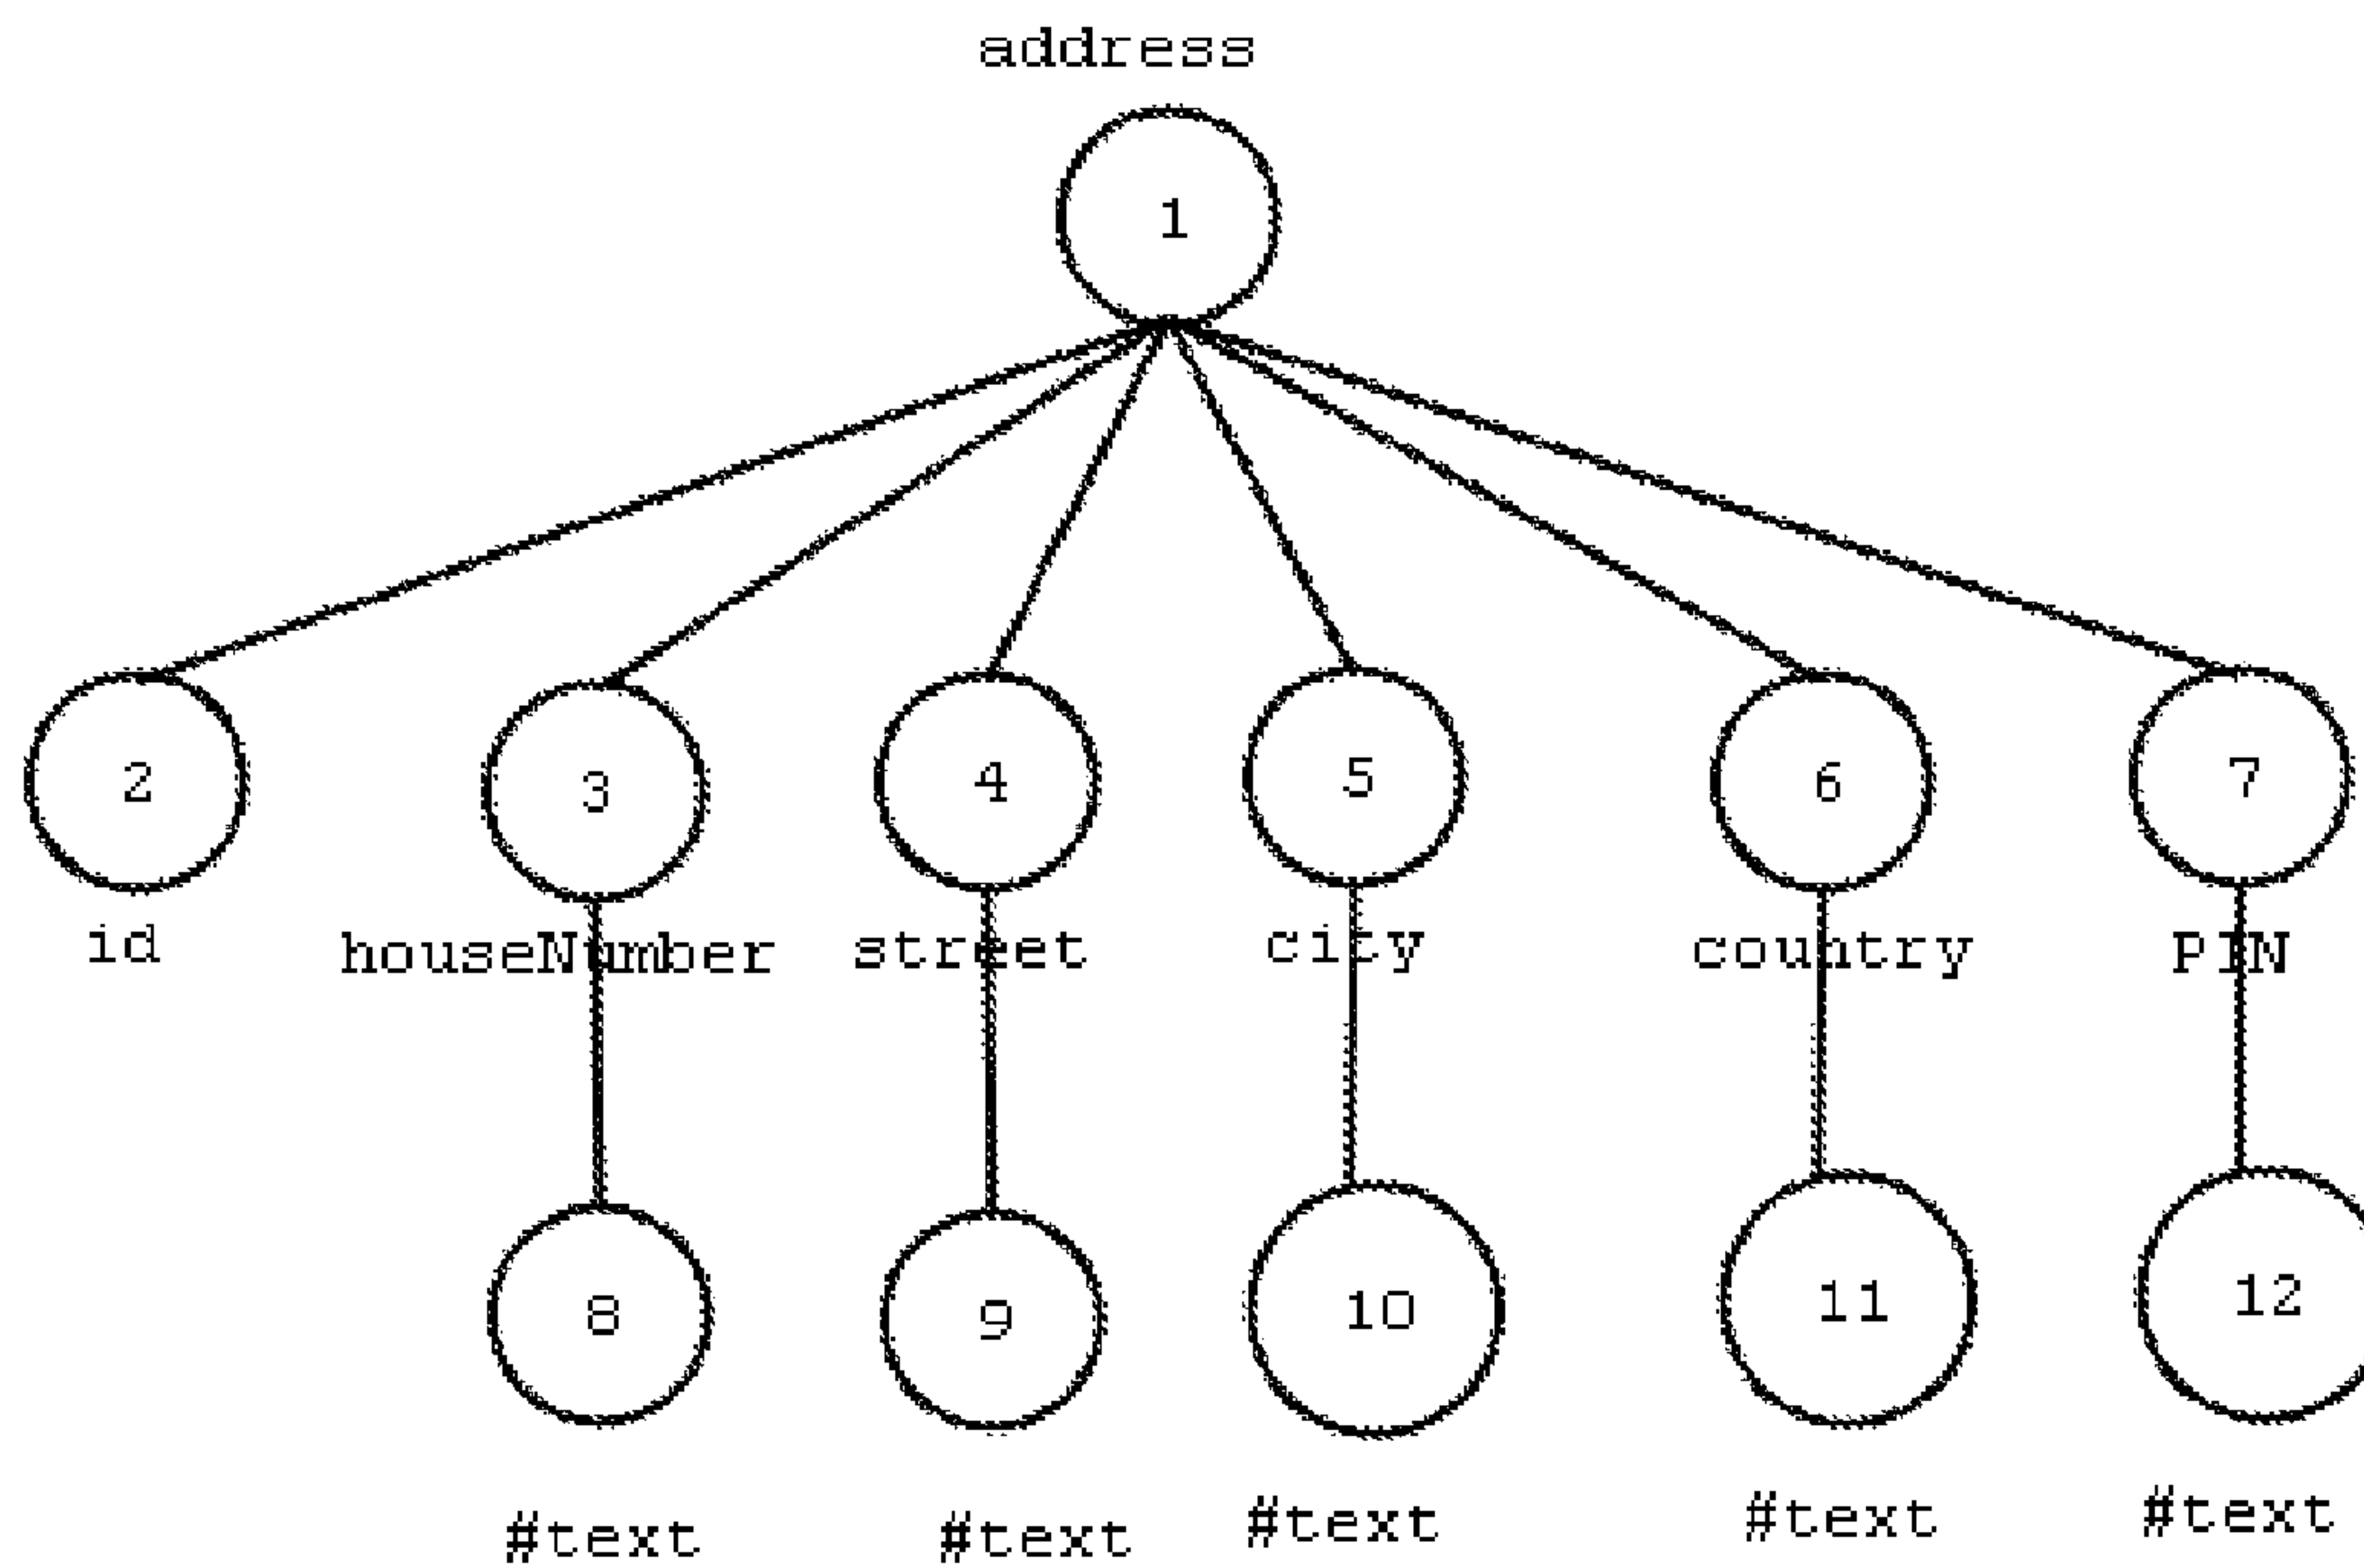 address
1
2 3 4 5 6 7
id houseNumber street city country PIN
8 9 10 11 12
#text #text #text #text #text